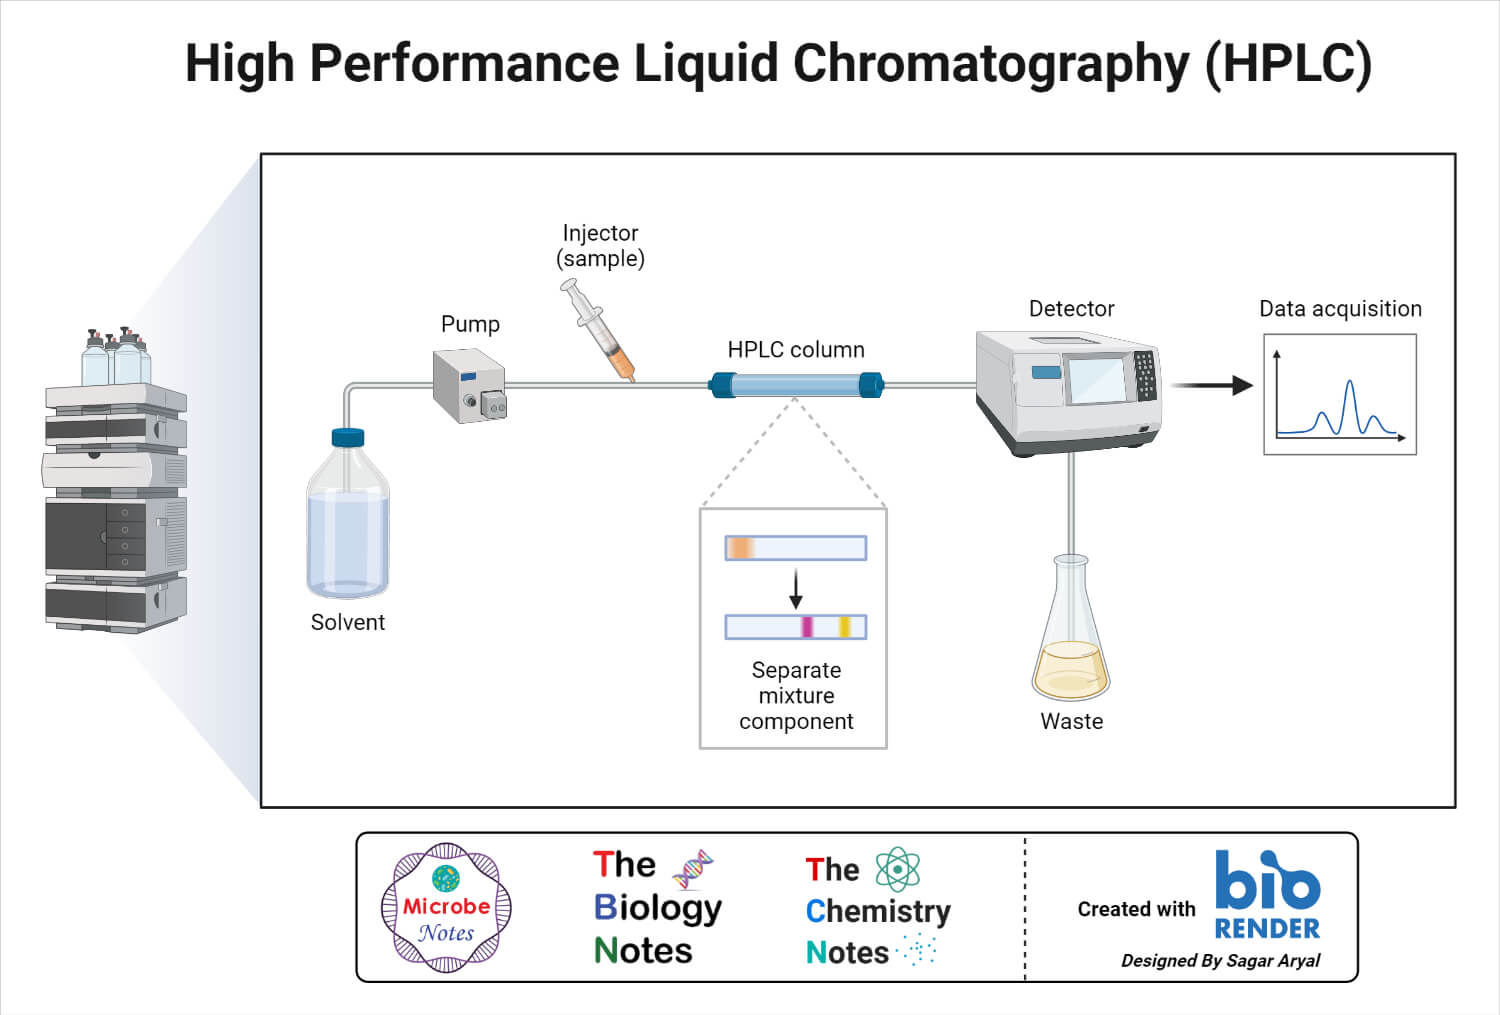 High Performance Liquid Chromatography (HPLC)
Injector
(sample)
Pump
HPLC column
Detector
Data acquisition
Solvent
Separate
mixture
component
Waste
Microbe
Notes
The
Biology
Notes
The
Chemistry
Notes
Created with
bio
RENDER
Designed By Sagar Aryal